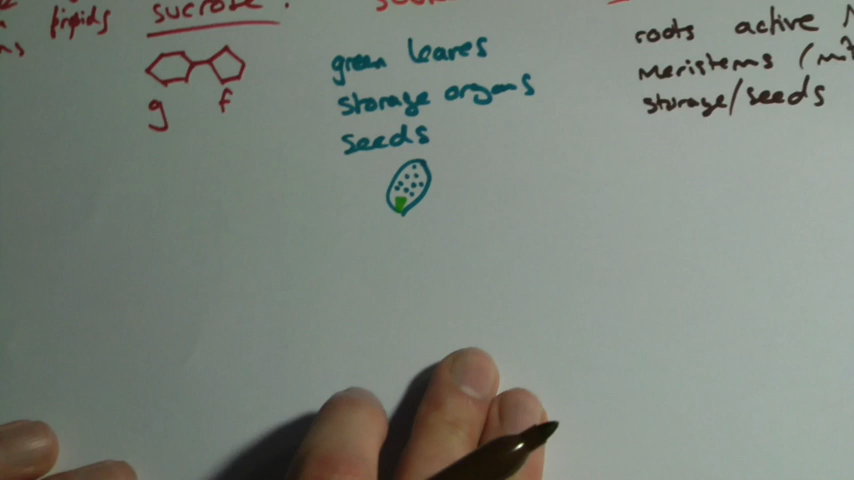 lipids sucrose.
g f
green leaves
storage organs
seeds
roots active
Meristems
storage/seeds